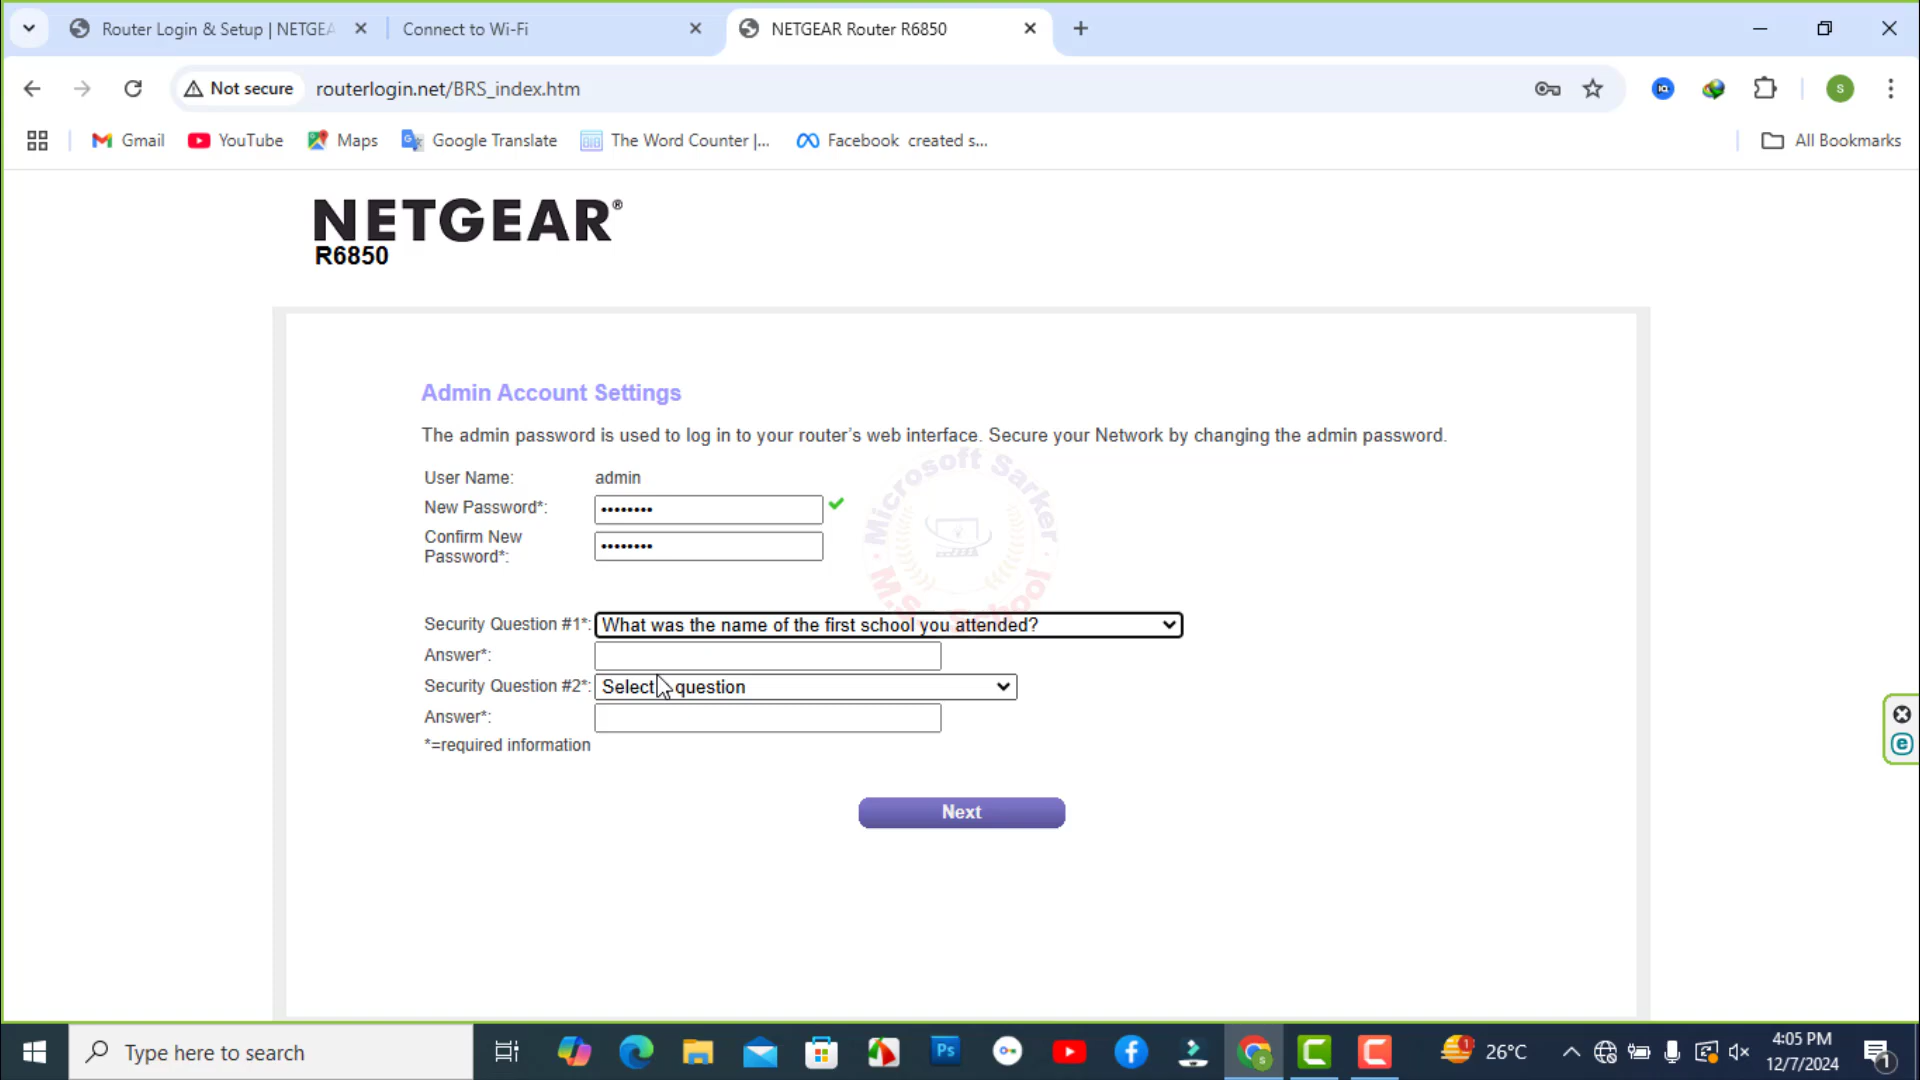 Router Login & Setup | NETGEA
Connect to Wi-Fi
NETGEAR Router R6850
Not secure
routerlogin.net/BRS_index.htm
S
Gmail
YouTube
Maps
Google Translate
The Word Counter |...
Facebook created s...
All Bookmarks
NETGEAR®
R6850
Admin Account Settings
The admin password is used to log in to your router's web interface. Secure your Network by changing the admin password.
User Name: admin
New Password*: ••••••••
Confirm New
Password*: ••••••••
Microsoft Sarker
Security Question #1*: What was the name of the first school you attended?
Answer*:
Security Question #2*: Select question
Answer*:
*=required information
Next
Type here to search
Ps
26°C
4:05 PM
12/7/2024
1